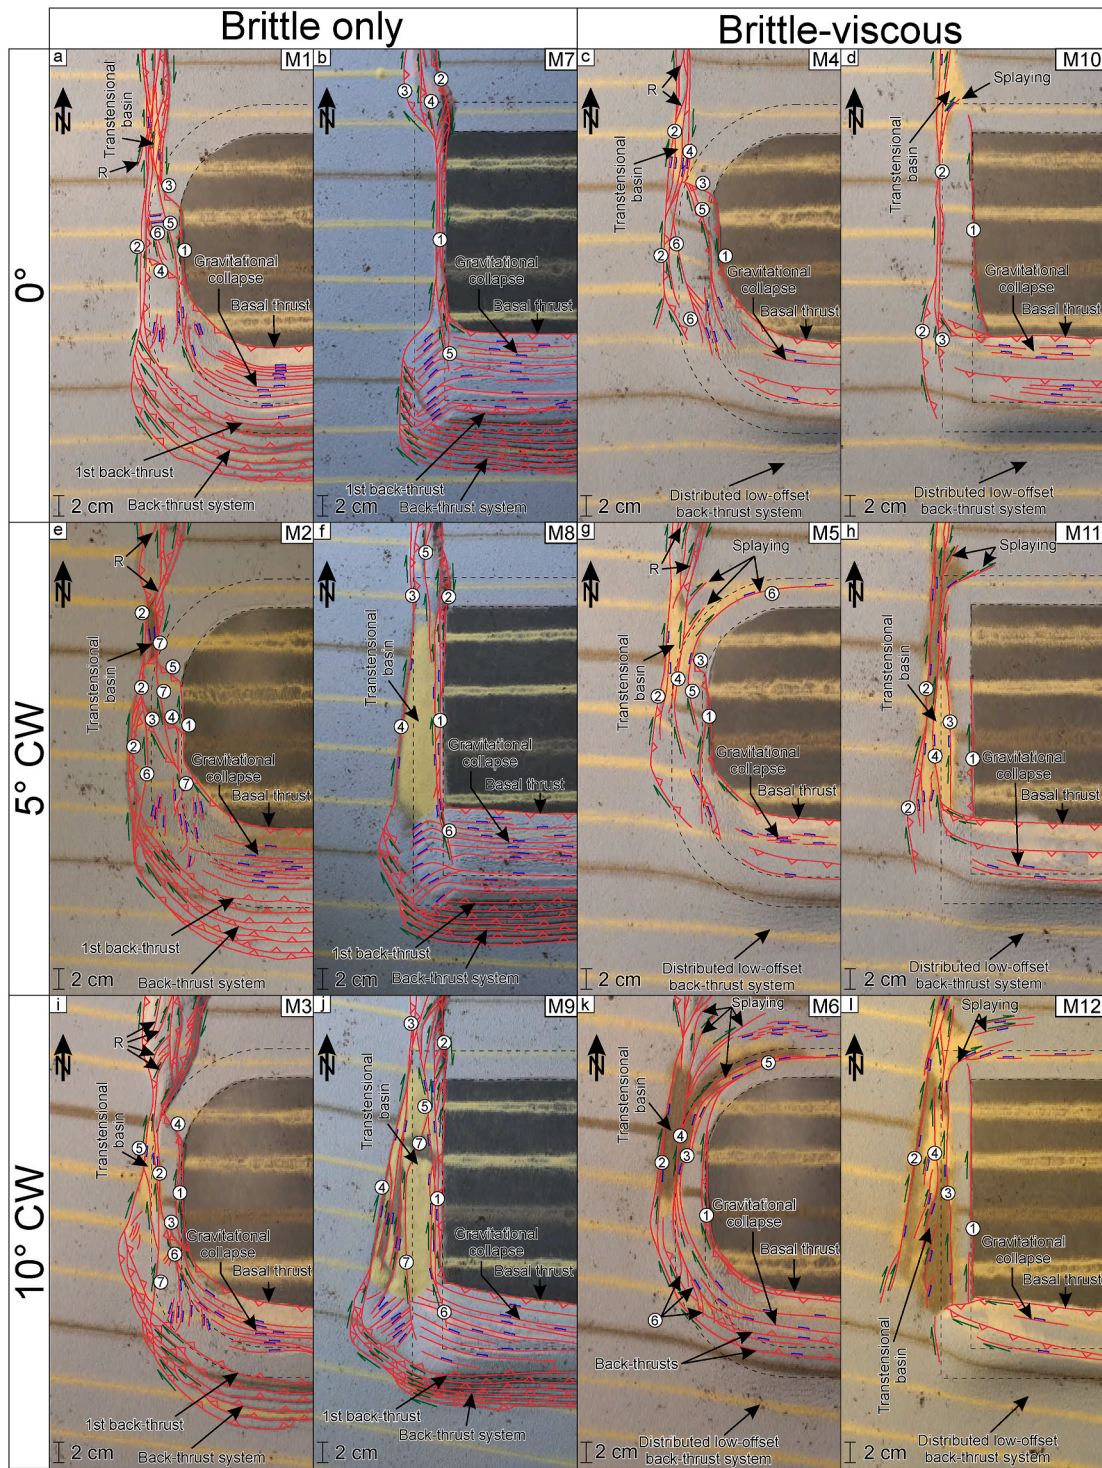 Brittle only
Brittle-viscous
0°
a
M1
N
Transtensional
basin
R
3
5
6
2
1
4
Gravitational
collapse
Basal thrust
1st back-thrust
Back-thrust system
2 cm
b
M7
N
2
3
4
1
Gravitational
collapse
Basal thrust
5
1st back-thrust
Back-thrust system
2 cm
c
M4
N
R
2
4
Transtensional
basin
3
5
6
2
1
Gravitational
collapse
Basal thrust
6
Distributed low-offset
back-thrust system
2 cm
d
M10
N
Splaying
Transtensional
basin
2
1
Gravitational
collapse
Basal thrust
2
3
Distributed low-offset
back-thrust system
2 cm
5° CW
e
M2
N
R
2
7
Transtensional
basin
5
2
7
3
4
1
2
6
7
Gravitational
collapse
Basal thrust
1st back-thrust
Back-thrust system
2 cm
f
M8
N
5
3
2
Transtensional
basin
4
1
Gravitational
collapse
Basal thrust
6
1st back-thrust
Back-thrust system
2 cm
g
M5
N
Splaying
R
6
Transtensional
basin
3
4
5
2
1
Gravitational
collapse
Basal thrust
Distributed low-offset
back-thrust system
2 cm
h
M11
N
Splaying
Transtensional
basin
2
3
4
1
Gravitational
collapse
Basal thrust
2
Distributed low-offset
back-thrust system
2 cm
10° CW
i
M3
N
R
Transtensional
basin
4
5
2
1
3
6
7
Gravitational
collapse
Basal thrust
1st back-thrust
Back-thrust system
2 cm
j
M9
N
3
2
Transtensional
basin
5
7
4
1
7
Gravitational
collapse
Basal thrust
6
1st back-thrust
Back-thrust system
2 cm
k
M6
N
Splaying
5
Transtensional
basin
4
3
2
1
Gravitational
collapse
Basal thrust
6
Back-thrusts
Distributed low-offset
back-thrust system
2 cm
l
M12
N
Splaying
2
4
3
1
Gravitational
collapse
Basal thrust
Transtensional
basin
Distributed low-offset
back-thrust system
2 cm